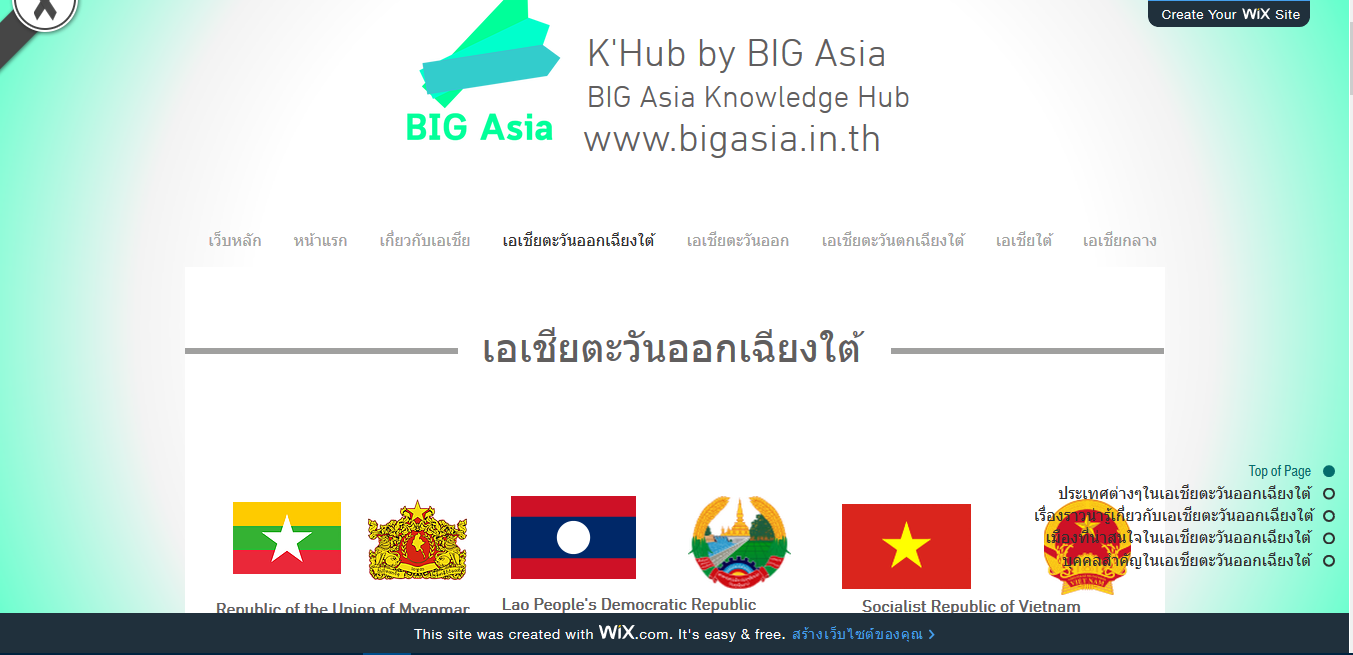 Create Your WiX Site
K'Hub by BIG Asia
BIG Asia Knowledge Hub
BIG Asia
www.bigasia.in.th
เว็บหลัก หน้าแรก เกี่ยวกับเอเชีย เอเชียตะวันออกเฉียงใต้ เอเชียตะวันออก เอเชียตะวันตกเฉียงใต้ เอเชียใต้ เอเชียกลาง
เอเชียตะวันออกเฉียงใต้
Top of Page
ประเทศต่างๆในเอเชียตะวันออกเฉียงใต้
เรื่องราวน่ารู้เกี่ยวกับเอเชียตะวันออกเฉียงใต้
เมืองที่น่าสนใจในเอเชียตะวันออกเฉียงใต้
บุคคลสำคัญในเอเชียตะวันออกเฉียงใต้
Republic of the Union of Myanmar
Lao People's Democratic Republic
Socialist Republic of Vietnam
This site was created with WiX.com. It's easy & free. สร้างเว็บไซต์ของคุณ >